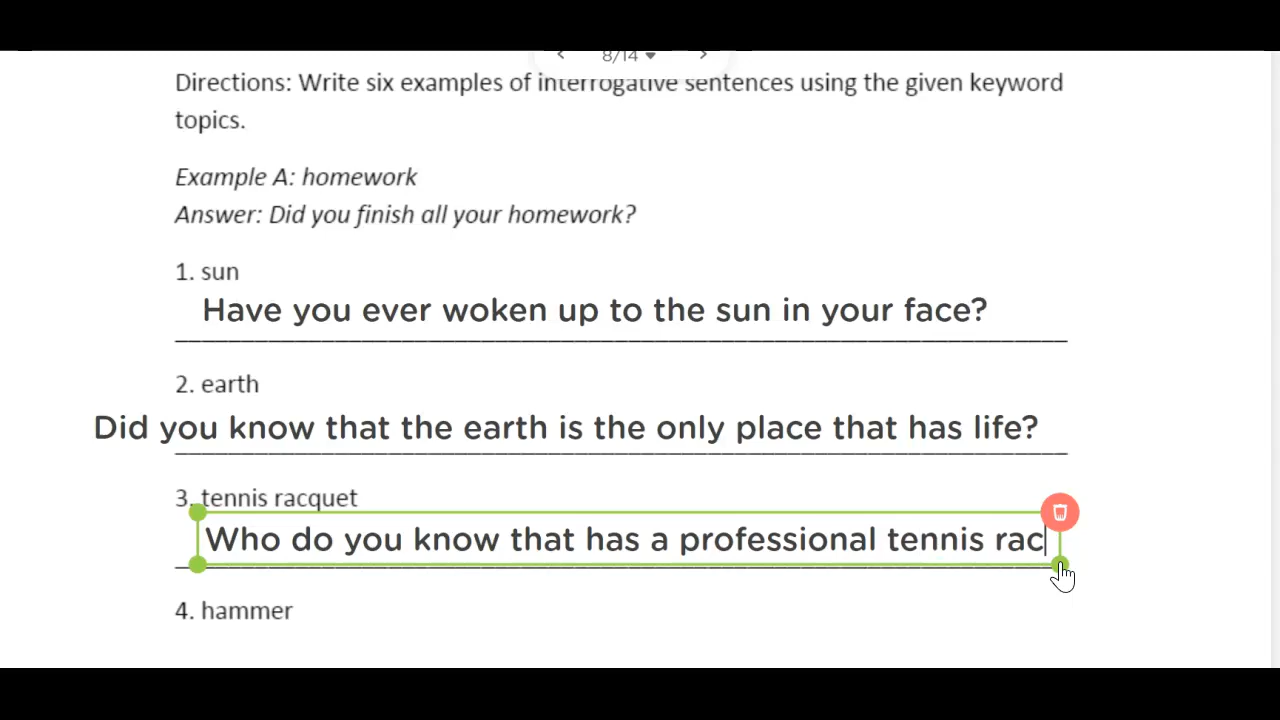 8/14
Directions: Write six examples of interrogative sentences using the given keyword
topics.
Example A: homework
Answer: Did you finish all your homework?
1. sun
Have you ever woken up to the sun in your face?
2. earth
Did you know that the earth is the only place that has life?
3. tennis racquet
Who do you know that has a professional tennis rac
4. hammer